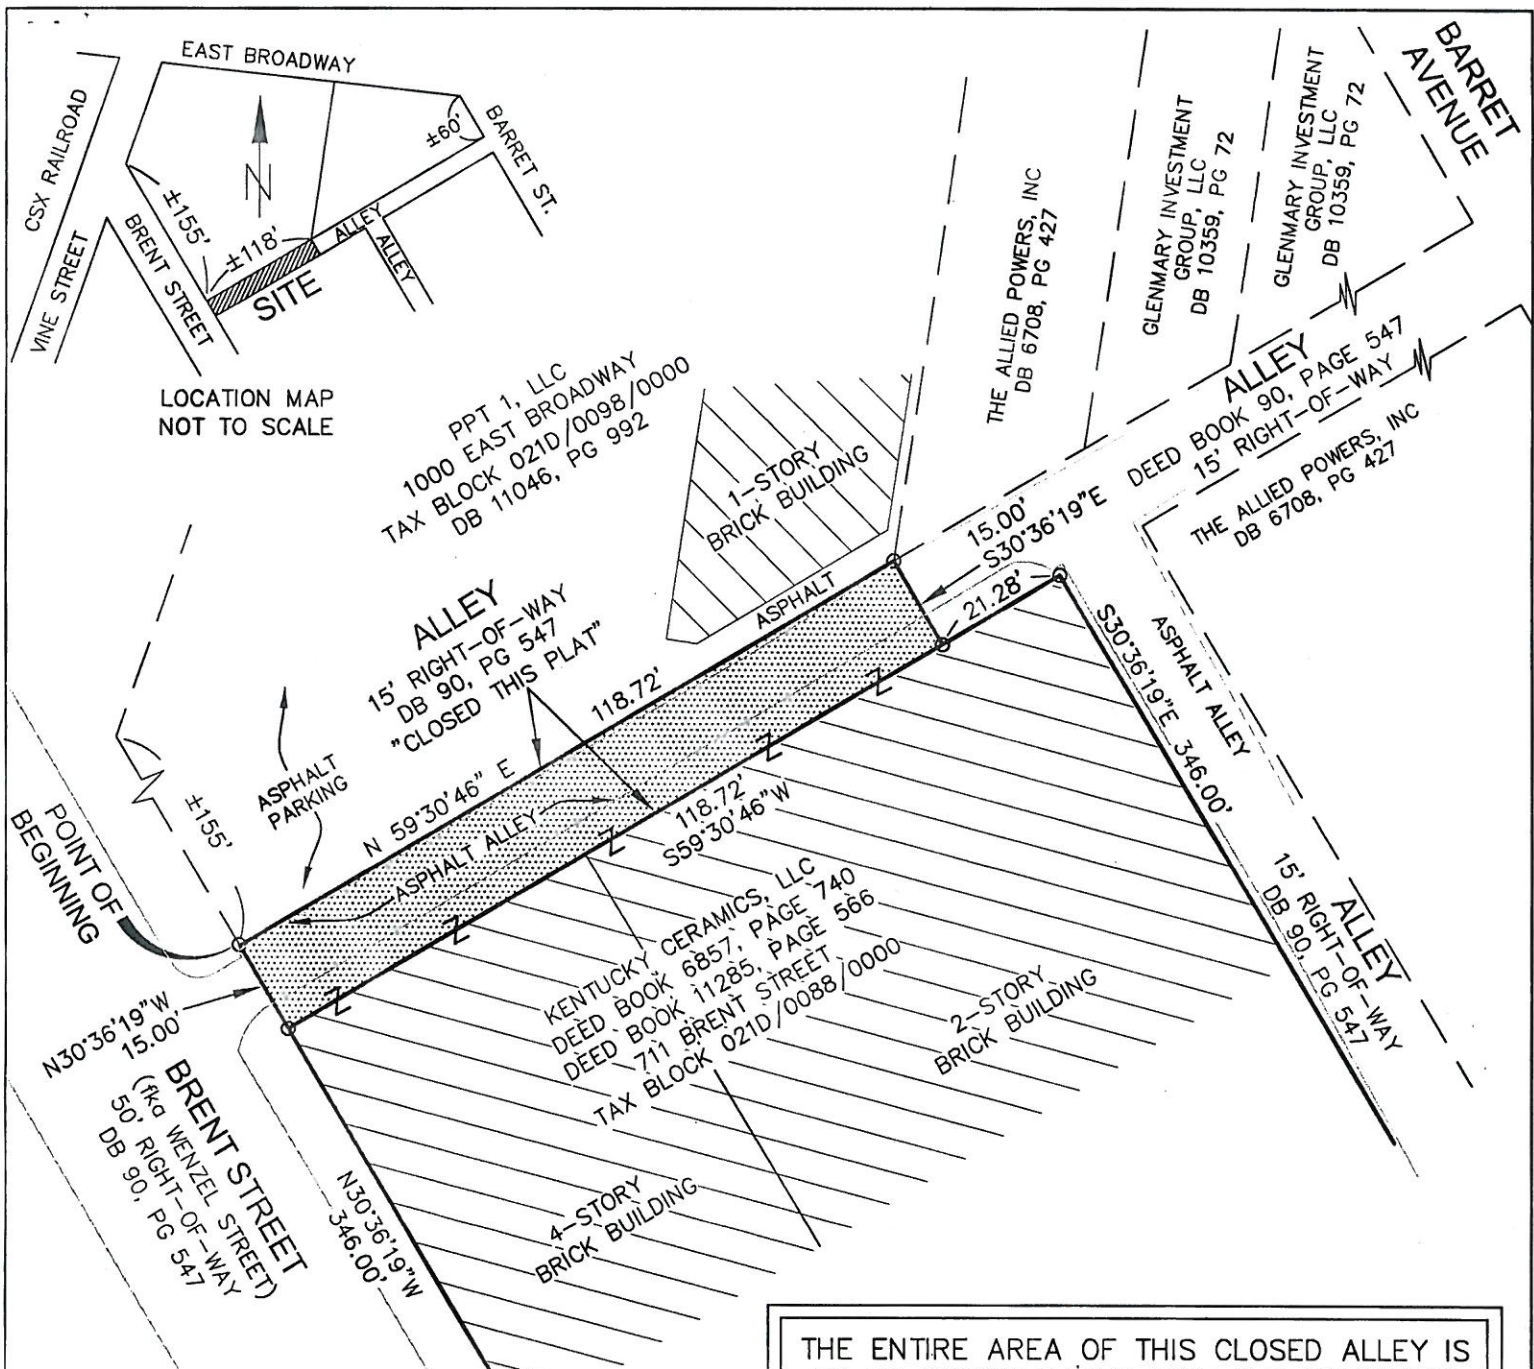 EAST BROADWAY
CSX RAILROAD
VINE STREET
BRENT STREET
BARRET ST.
±60'
±155'
±118'
N
ALLEY
ALLEY
SITE
LOCATION MAP
NOT TO SCALE
BARRET
AVENUE
THE ALLIED POWERS, INC
DB 6708, PG 427
GLENMARY INVESTMENT
GROUP, LLC
DB 10359, PG 72
GLENMARY INVESTMENT
GROUP, LLC
DB 10359, PG 72
PPT 1, LLC
1000 EAST BROADWAY
TAX BLOCK 021D/0098/0000
DB 11046, PG 992
1-STORY
BRICK BUILDING
ALLEY
DEED BOOK 90, PAGE 547
15' RIGHT-OF-WAY
THE ALLIED POWERS, INC
DB 6708, PG 427
15.00'
S30°36'19"E
21.28'
ASPHALT
ALLEY
15' RIGHT-OF-WAY
DB 90, PG 547
"CLOSED THIS PLAT"
118.72'
N 59°30'46" E
ASPHALT
PARKING
±155'
POINT OF
BEGINNING
ASPHALT ALLEY
118.72'
S59°30'46"W
Z
Z
Z
Z
Z
S30°36'19"E 346.00'
ASPHALT ALLEY
ALLEY
15' RIGHT-OF-WAY
DB 90, PG 547
KENTUCKY CERAMICS, LLC
DEED BOOK 6857, PAGE 740
DEED BOOK 11285, PAGE 566
711 BRENT STREET
TAX BLOCK 021D/0088/0000
2-STORY
BRICK BUILDING
4-STORY
BRICK BUILDING
N30°36'19"W
15.00'
BRENT STREET
(fka WENZEL STREET)
50' RIGHT-OF-WAY
DB 90, PG 547
N30°36'19"W
346.00'
THE ENTIRE AREA OF THIS CLOSED ALLEY IS